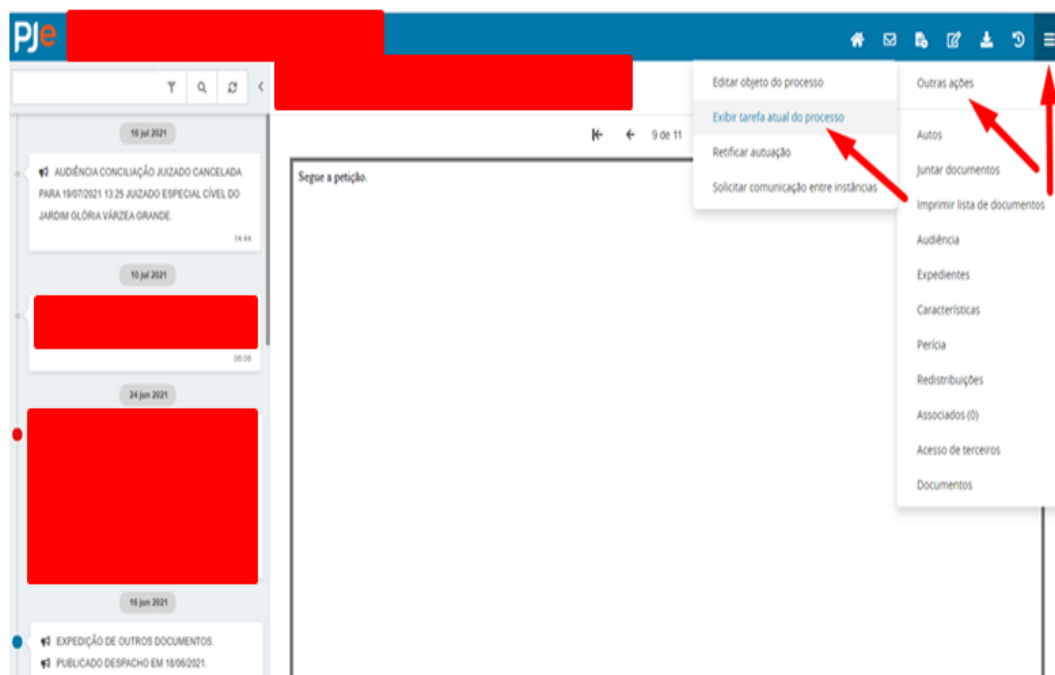 PJe
16 jul 2021
AUDIÊNCIA CONCILIAÇÃO JUIZADO CANCELADA
PARA 19/07/2021 13:25 JUIZADO ESPECIAL CÍVEL DO
JARDIM GLÓRIA VÁRZEA GRANDE.
14:44
10 jul 2021
06:06
24 jun 2021
16 jun 2021
EXPEDIÇÃO DE OUTROS DOCUMENTOS.
PUBLICADO DESPACHO EM 18/06/2021.
9 de 11
Segue a petição.
Editar objeto do processo
Exibir tarefa atual do processo
Retificar autuação
Solicitar comunicação entre instâncias
Outras ações
Autos
Juntar documentos
Imprimir lista de documentos
Audiência
Expedientes
Características
Perícia
Redistribuições
Associados (0)
Acesso de terceiros
Documentos